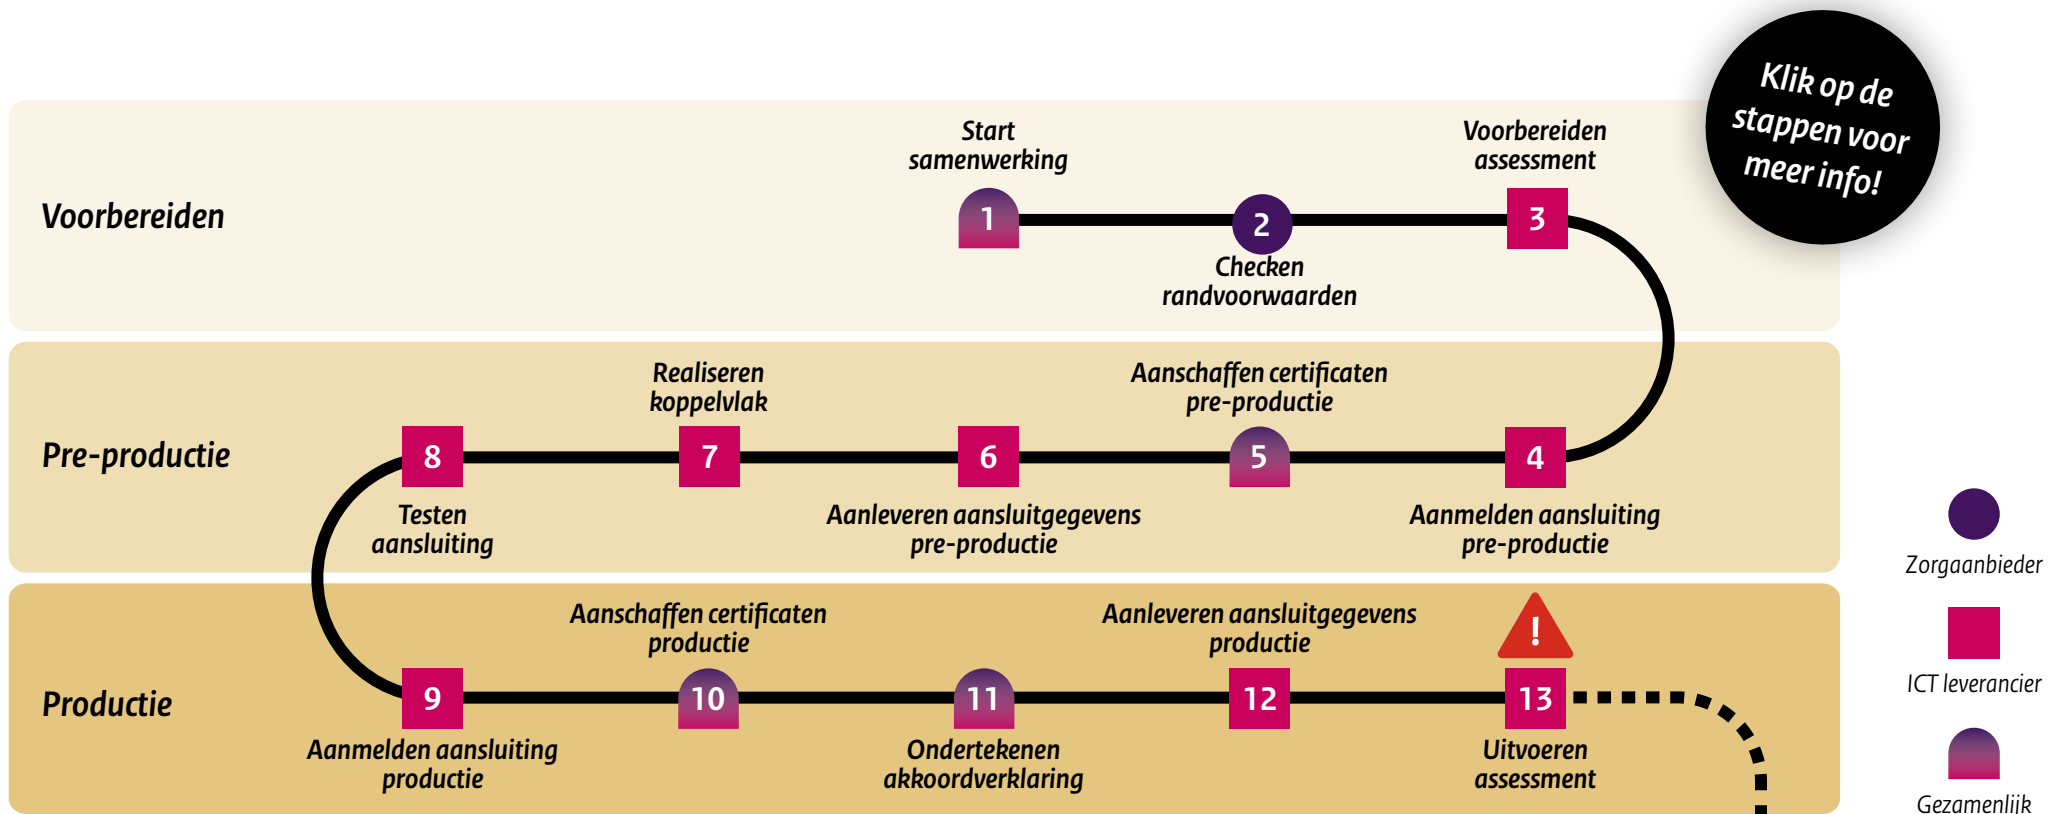 Klik op de
stappen voor
meer info!
Voorbereiden
Start
samenwerking
1
2
Checken
randvoorwaarden
Voorbereiden
assessment
3
Pre-productie
Testen
aansluiting
8
Realiseren
koppelvlak
7
6
Aanleveren aansluitgegevens
pre-productie
Aanschaffen certificaten
pre-productie
5
4
Aanmelden aansluiting
pre-productie
Productie
9
Aanmelden aansluiting
productie
Aanschaffen certificaten
productie
10
11
Ondertekenen
akkoordverklaring
Aanleveren aansluitgegevens
productie
12
!
13
Uitvoeren
assessment
Zorgaanbieder
ICT leverancier
Gezamenlijk